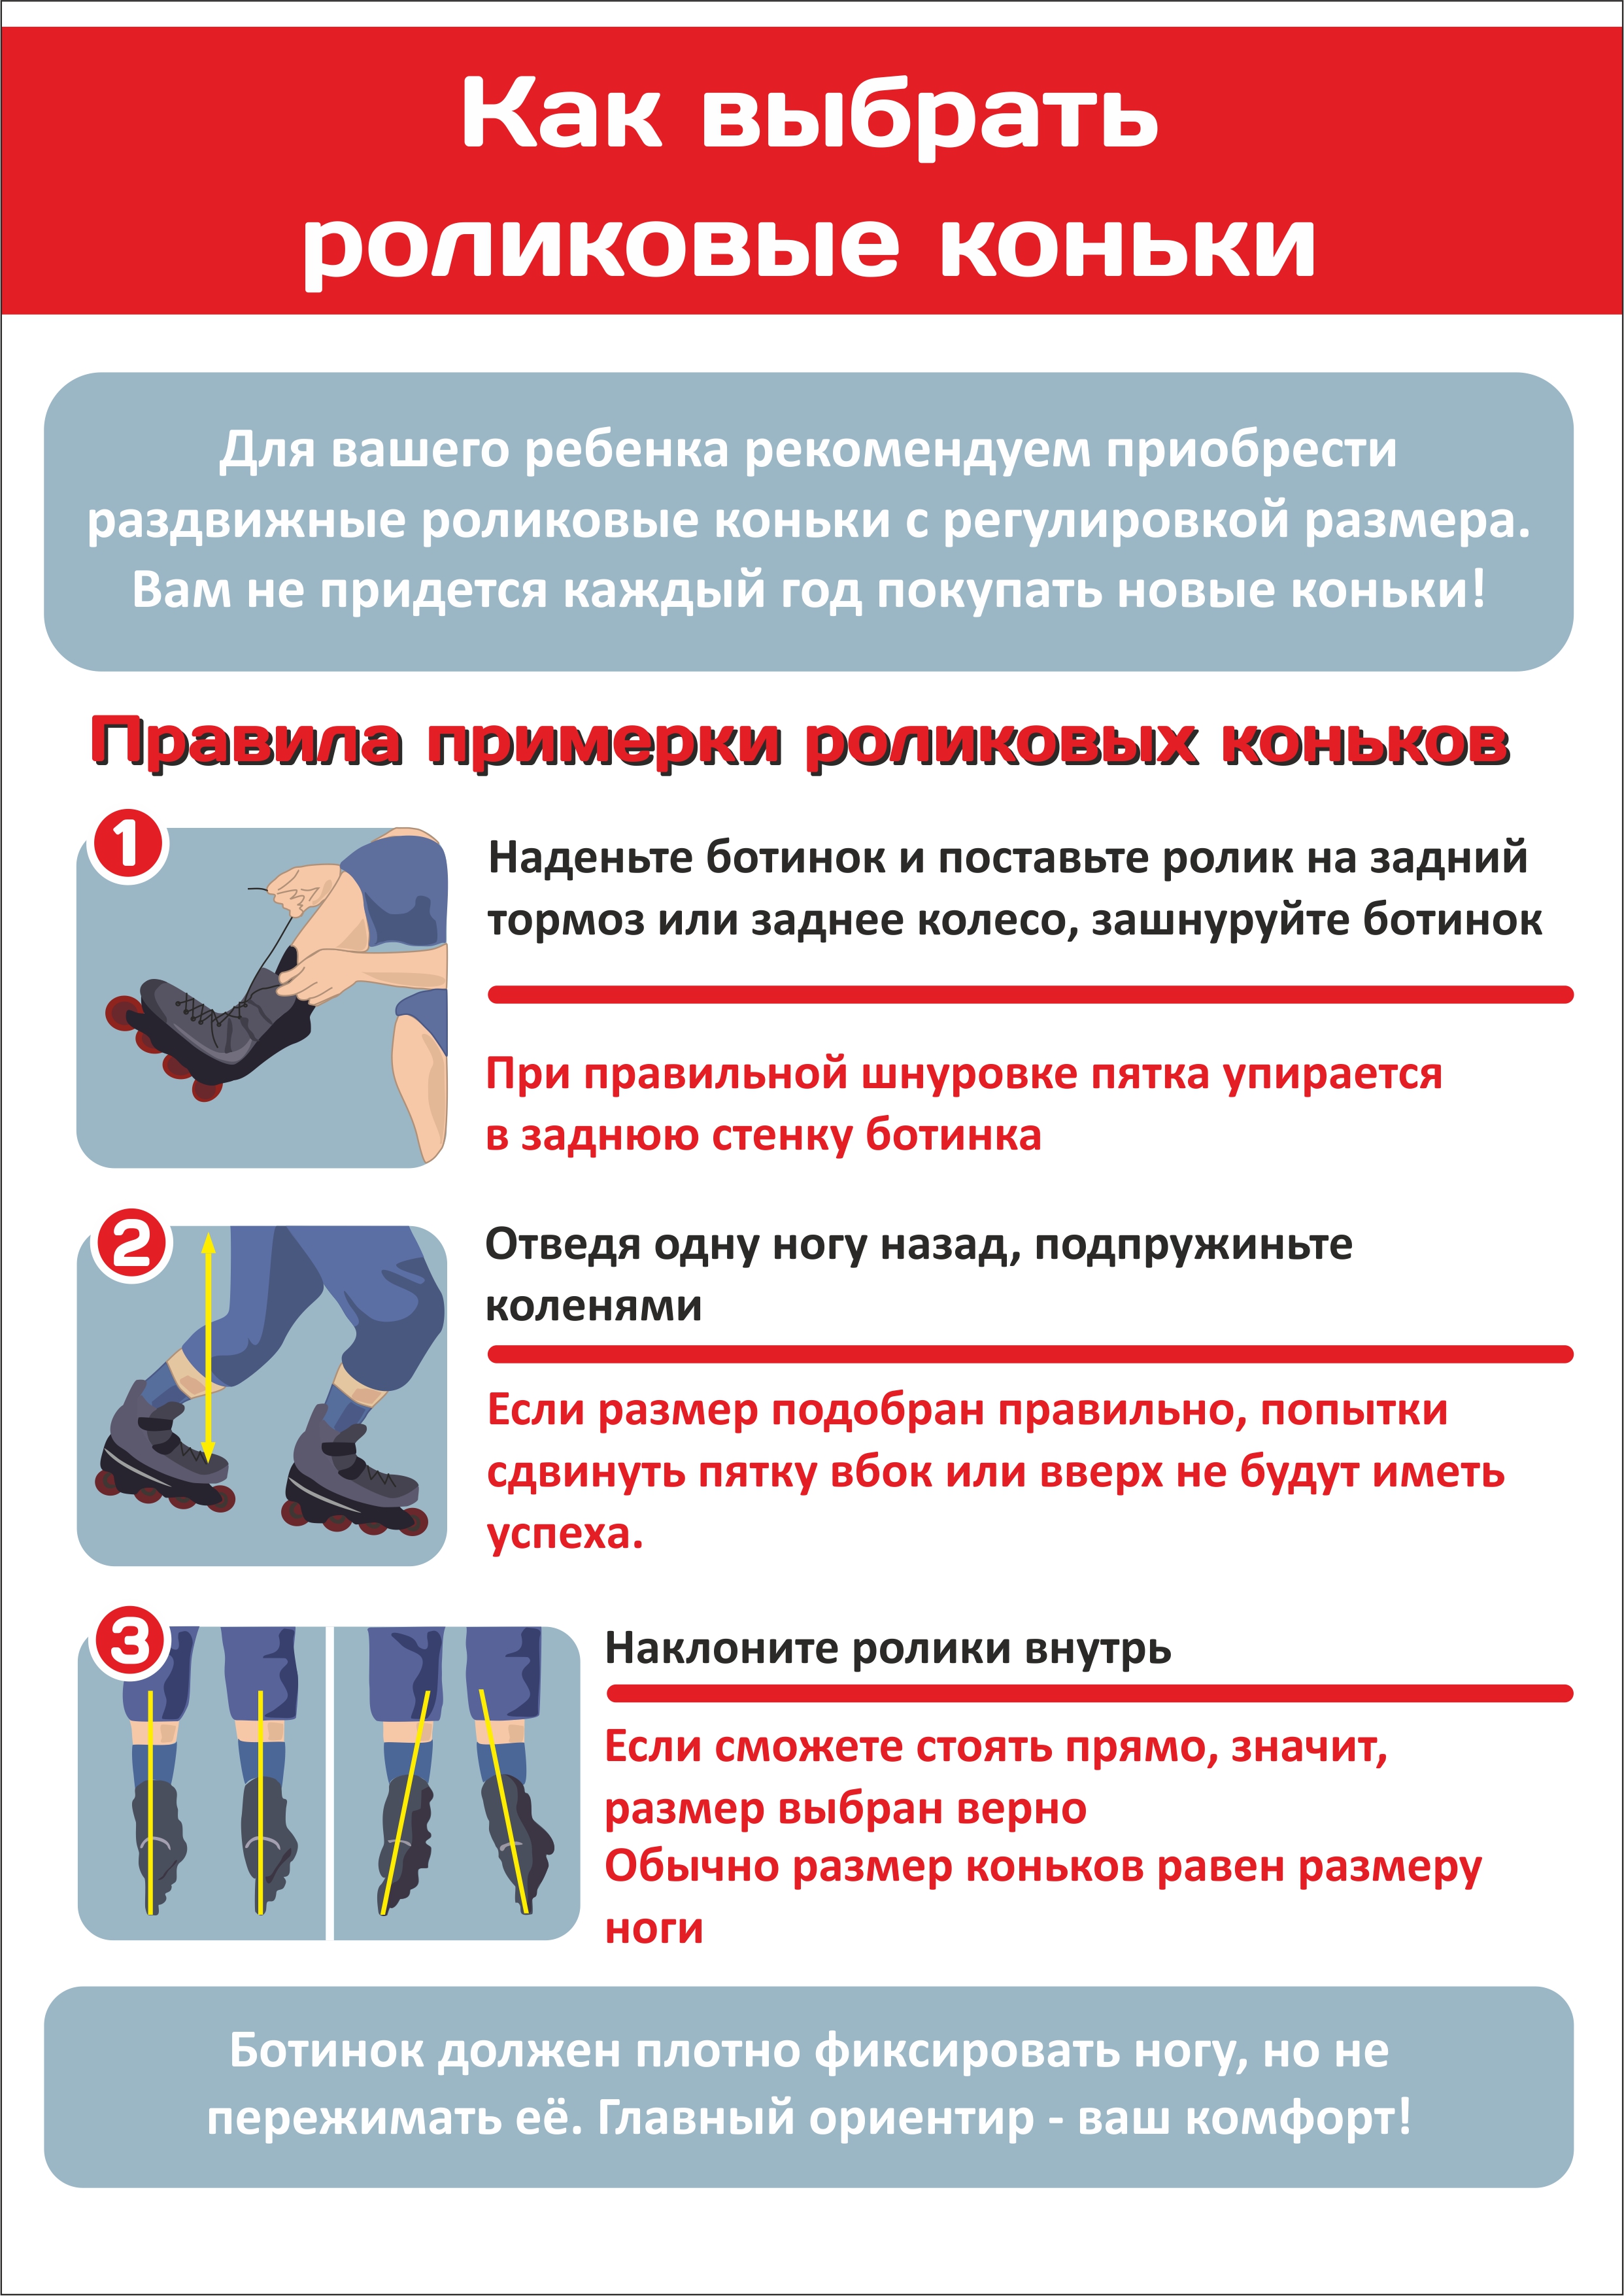 Как выбрать
роликовые коньки
Для вашего ребенка рекомендуем приобрести
раздвижные роликовые коньки с регулировкой размера.
Вам не придется каждый год покупать новые коньки!
Правила примерки роликовых коньков
1
Наденьте ботинок и поставьте ролик на задний
тормоз или заднее колесо, зашнуруйте ботинок
При правильной шнуровке пятка упирается
в заднюю стенку ботинка
2
Отведя одну ногу назад, подпружиньте
коленями
Если размер подобран правильно, попытки
сдвинуть пятку вбок или вверх не будут иметь
успеха.
3
Наклоните ролики внутрь
Если сможете стоять прямо, значит,
размер выбран верно
Обычно размер коньков равен размеру
ноги
Ботинок должен плотно фиксировать ногу, но не
пережимать её. Главный ориентир - ваш комфорт!